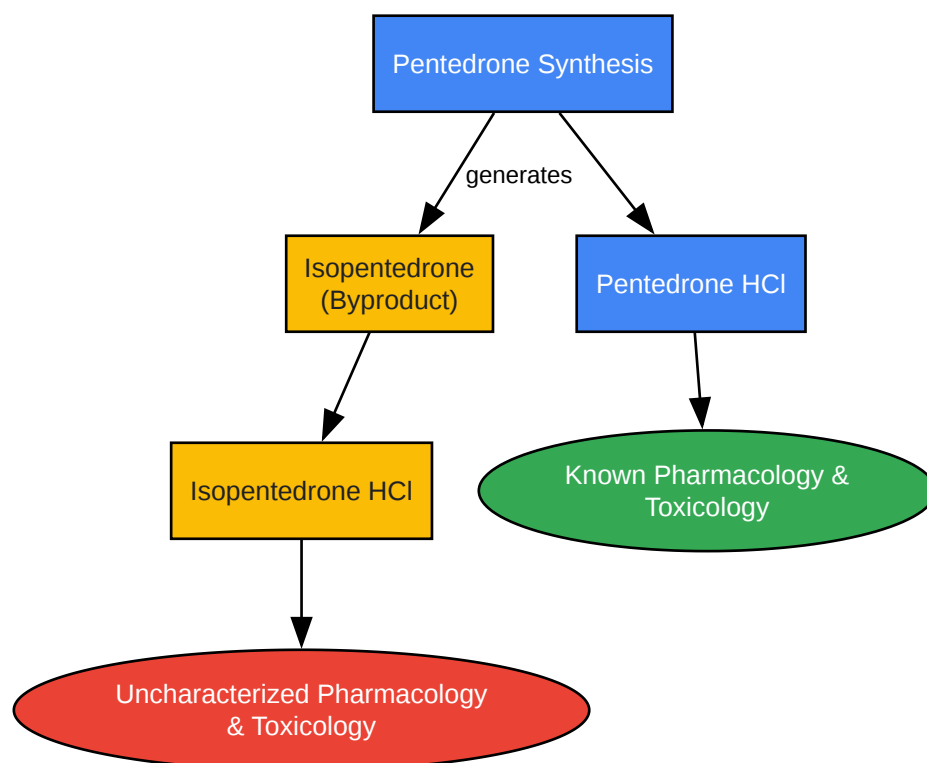 Pentedrone Synthesis
generates
Isopentedrone
(Byproduct)
Pentedrone HCl
Isopentedrone HCl
Known Pharmacology &
Toxicology
Uncharacterized Pharmacology
& Toxicology